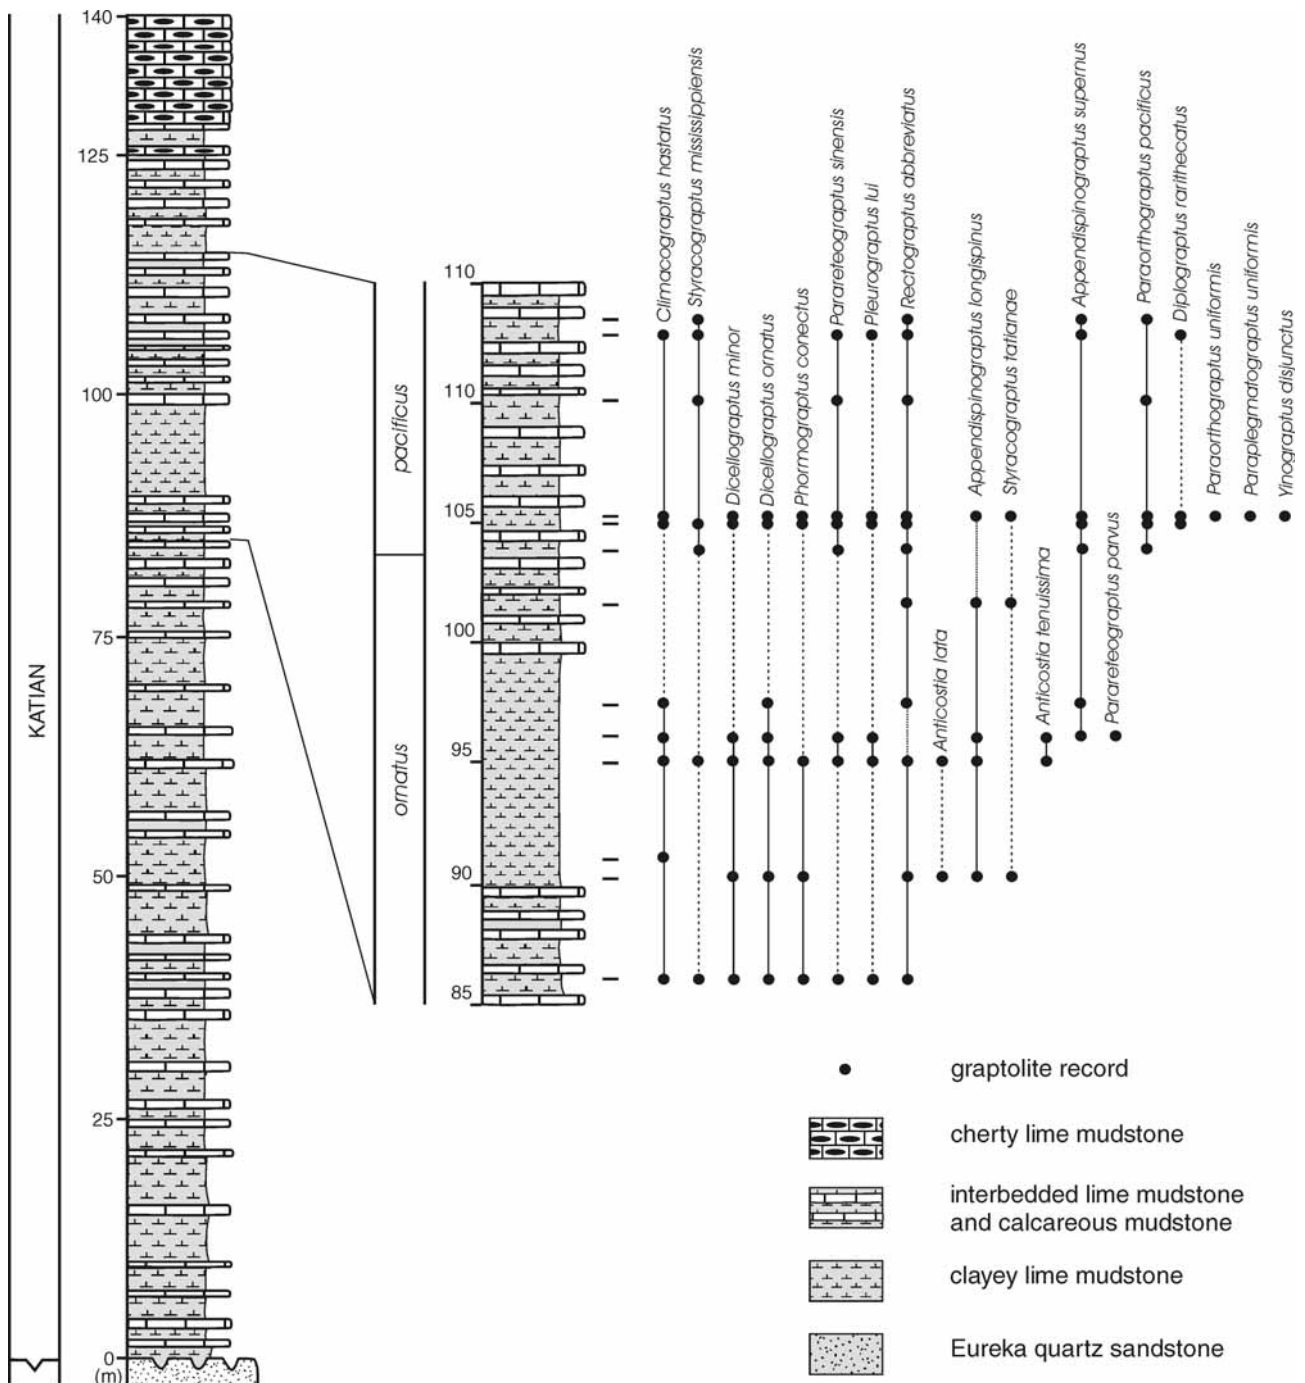 140
125
100
75
50
25
0
(m)
KATIAN
pacificus
ornatus
110
110
105
100
95
90
85
Climacograptus hastatus
Styracograptus mississippiensis
Dicellograptus minor
Dicellograptus ornatus
Phormograptus conectus
Parareteograptus sinensis
Pleurograptus lui
Rectograptus abbreviatus
Anticostia lata
Appendispinograptus longispinus
Styracograptus tatianae
Anticostia tenuissima
Appendispinograptus supernus
Parareteograptus parvus
Paraorthograptus pacificus
Diplograptus rarithecatus
Paraorthograptus uniformis
Paraplegmatograptus uniformis
Yinograptus disjunctus
graptolite record
cherty lime mudstone
interbedded lime mudstone
and calcareous mudstone
clayey lime mudstone
Eureka quartz sandstone